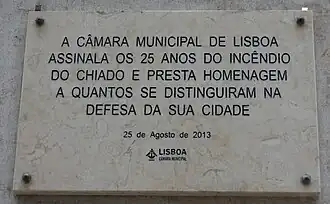 A CÂMARA MUNICIPAL DE LISBOA
ASSINALA OS 25 ANOS DO INCÊNDIO
DO CHIADO E PRESTA HOMENAGEM
A QUANTOS SE DISTINGUIRAM NA
DEFESA DA SUA CIDADE
25 de Agosto de 2013
LISBOA
CÂMARA MUNICIPAL